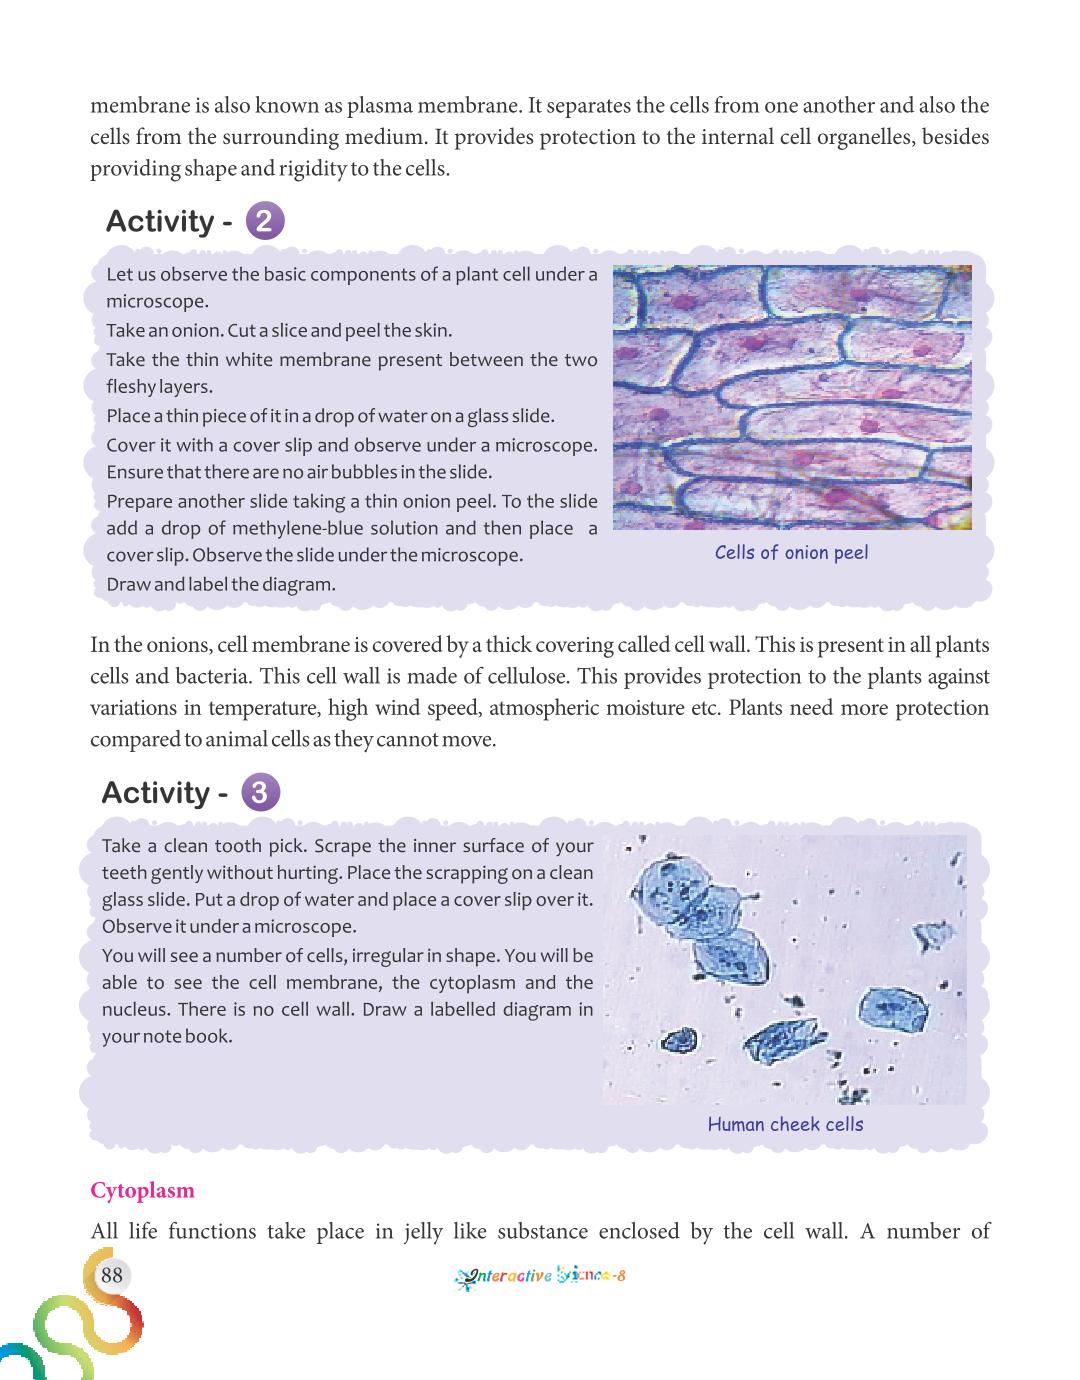 membrane is also known as plasma membrane. It separates the cells from one another and also the
cells from the surrounding medium. It provides protection to the internal cell organelles, besides
providing shape and rigidity to the cells.
Activity - 2
Let us observe the basic components of a plant cell under a
microscope.
Take an onion. Cut a slice and peel the skin.
Take the thin white membrane present between the two
fleshy layers.
Place a thin piece of it in a drop of water on a glass slide.
Cover it with a cover slip and observe under a microscope.
Ensure that there are no air bubbles in the slide.
Prepare another slide taking a thin onion peel. To the slide
add a drop of methylene-blue solution and then place a
cover slip. Observe the slide under the microscope.
Draw and label the diagram.
Cells of onion peel
In the onions, cell membrane is covered by a thick covering called cell wall. This is present in all plants
cells and bacteria. This cell wall is made of cellulose. This provides protection to the plants against
variations in temperature, high wind speed, atmospheric moisture etc. Plants need more protection
compared to animal cells as they cannot move.
Activity - 3
Take a clean tooth pick. Scrape the inner surface of your
teeth gently without hurting. Place the scrapping on a clean
glass slide. Put a drop of water and place a cover slip over it.
Observe it under a microscope.
You will see a number of cells, irregular in shape. You will be
able to see the cell membrane, the cytoplasm and the
nucleus. There is no cell wall. Draw a labelled diagram in
your note book.
Human cheek cells
Cytoplasm
All life functions take place in jelly like substance enclosed by the cell wall. A number of
88
Interactive Science-8